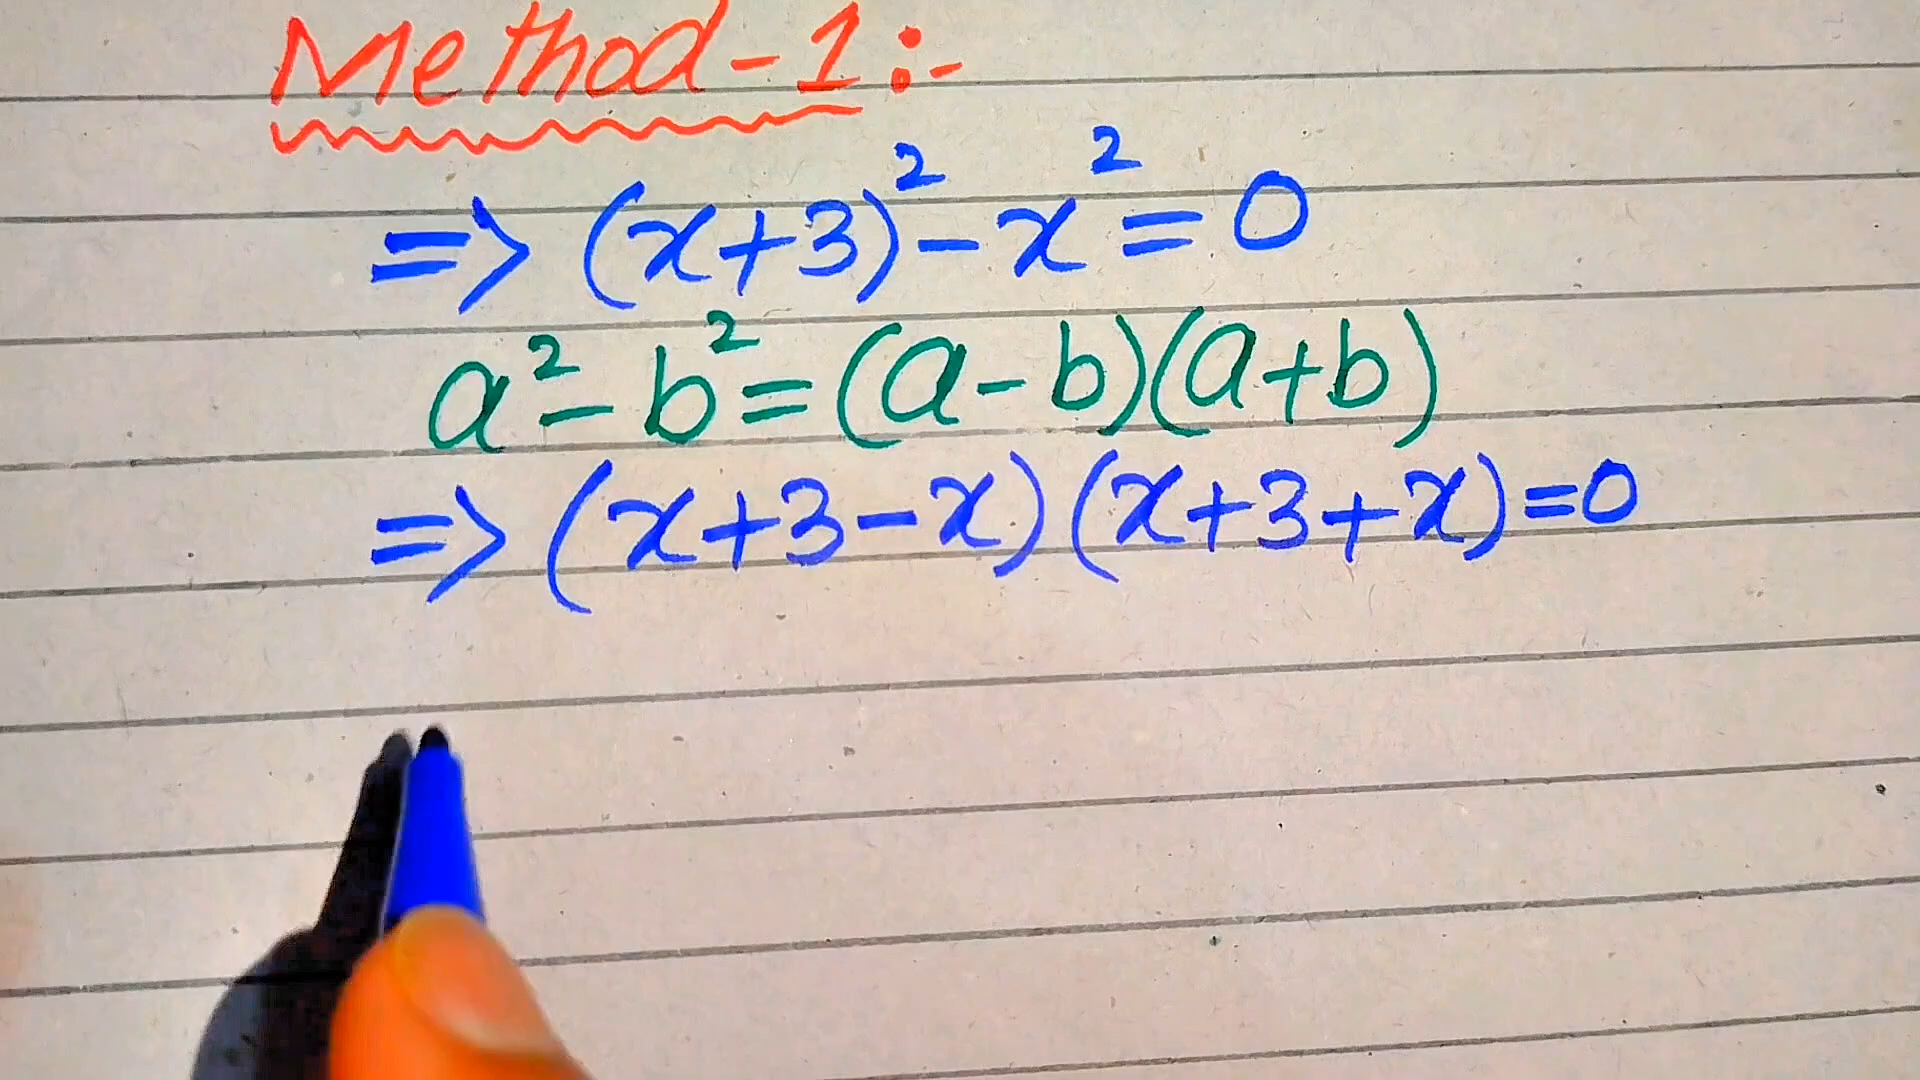 Method-1:-
=> (x+3)² - x² = 0
a² - b² = (a-b)(a+b)
=> (x+3-x)(x+3+x)=0